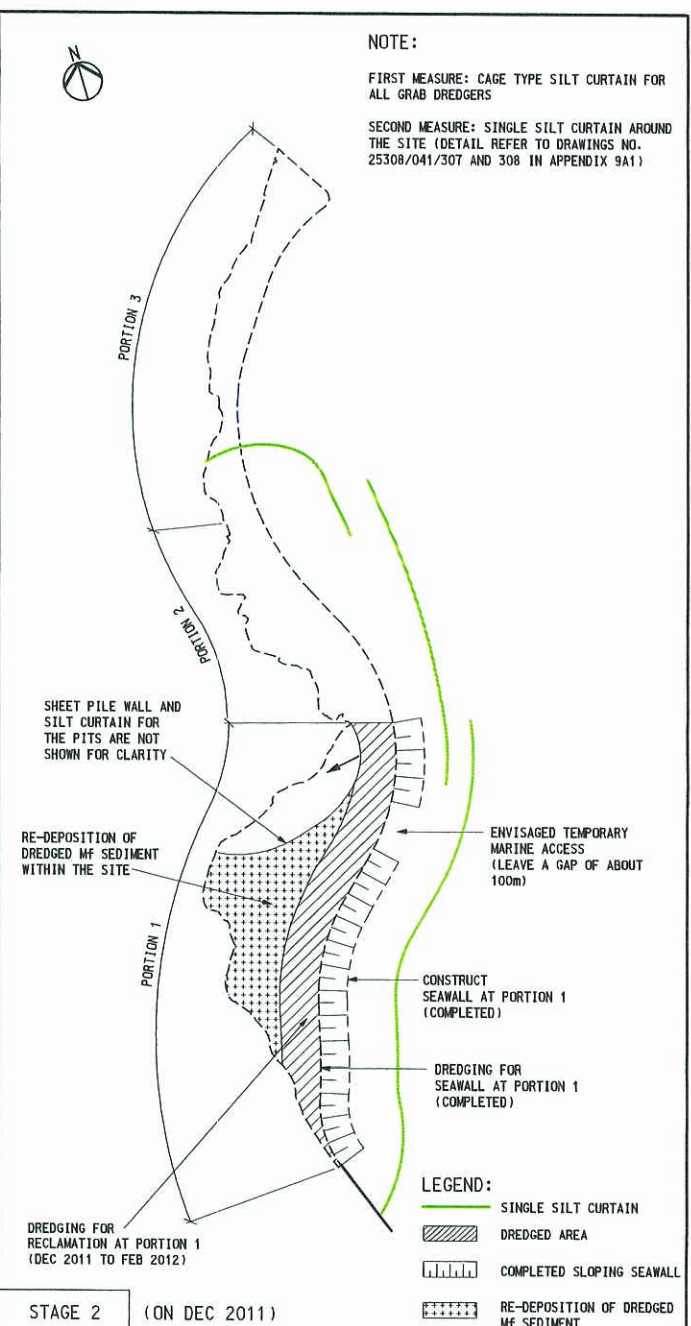 N
NOTE:
FIRST MEASURE: CAGE TYPE SILT CURTAIN FOR
ALL GRAB DREDGERS
SECOND MEASURE: SINGLE SILT CURTAIN AROUND
THE SITE (DETAIL REFER TO DRAWINGS NO.
25308/041/307 AND 308 IN APPENDIX 9A1)
PORTION 3
PORTION 2
SHEET PILE WALL AND
SILT CURTAIN FOR
THE PITS ARE NOT
SHOWN FOR CLARITY
RE-DEPOSITION OF
DREDGED Mf SEDIMENT
WITHIN THE SITE
ENVISAGED TEMPORARY
MARINE ACCESS
(LEAVE A GAP OF ABOUT
100m)
PORTION 1
CONSTRUCT
SEAWALL AT PORTION 1
(COMPLETED)
DREDGING FOR
SEAWALL AT PORTION 1
(COMPLETED)
DREDGING FOR
RECLAMATION AT PORTION 1
(DEC 2011 TO FEB 2012)
LEGEND:
SINGLE SILT CURTAIN
DREDGED AREA
COMPLETED SLOPING SEAWALL
RE-DEPOSITION OF DREDGED
Mf SEDIMENT
STAGE 2 (ON DEC 2011)